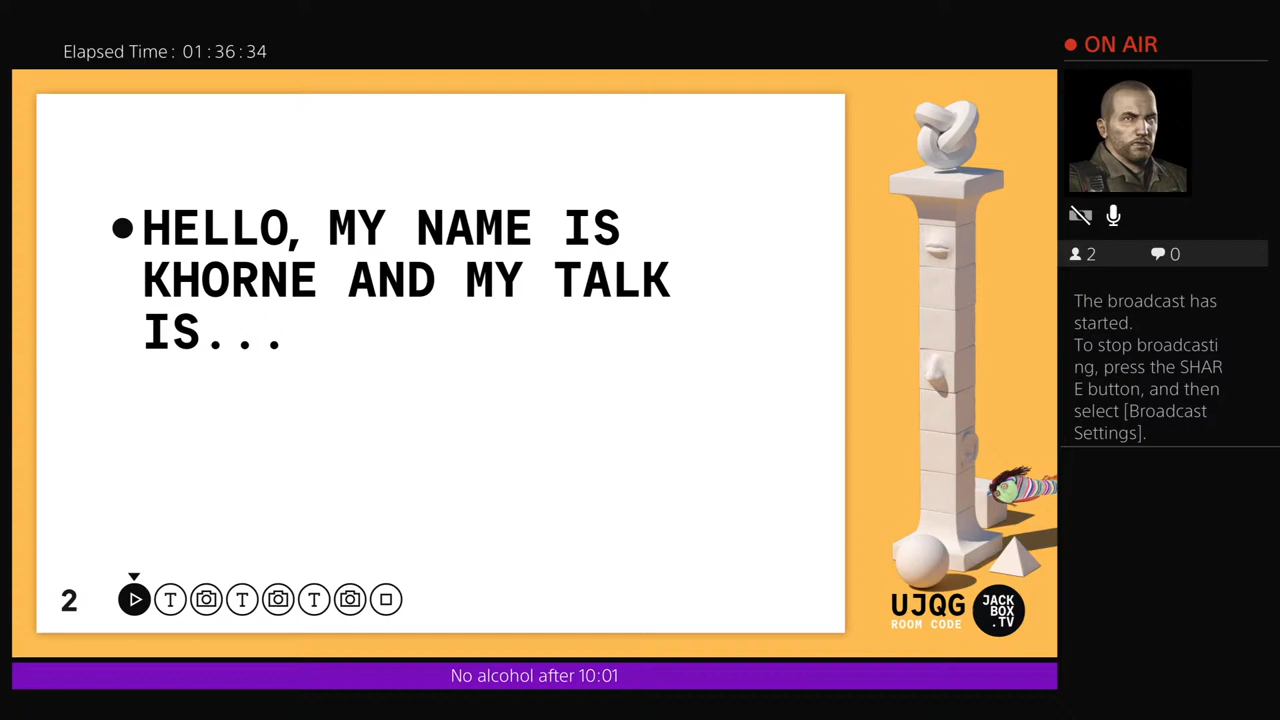 Elapsed Time: 01:36:34
ON AIR
HELLO, MY NAME IS
KHORNE AND MY TALK
IS...
2
0
The broadcast has
started.
To stop broadcasti
ng, press the SHAR
E button, and then
select [Broadcast
Settings].
2
T
T
T
UJQG
ROOM CODE
JACK
BOX
.TV
No alcohol after 10:01